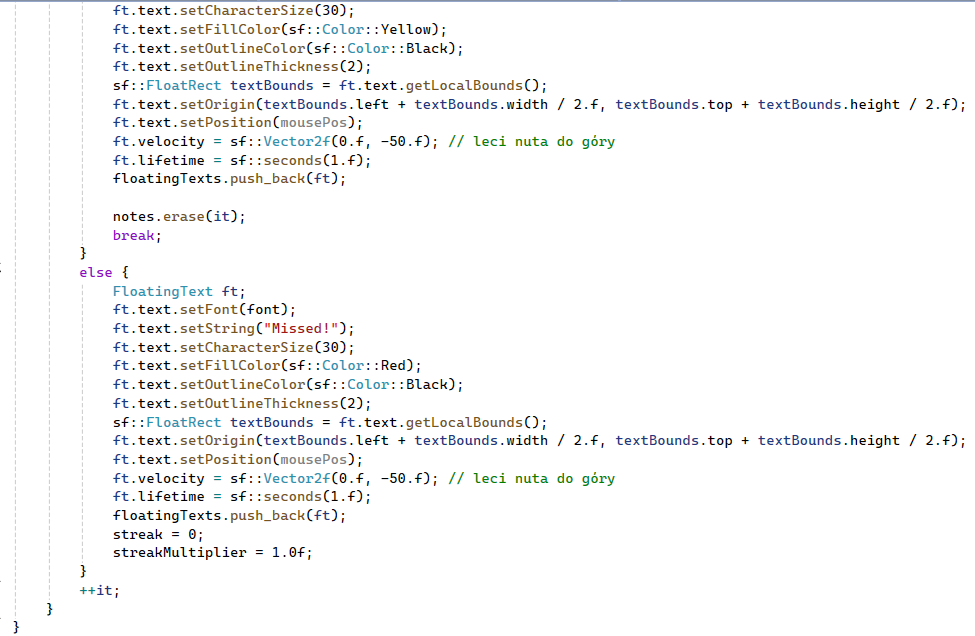 ft.text.setCharacterSize(30);
ft.text.setFillColor(sf::Color::Yellow);
ft.text.setOutlineColor(sf::Color::Black);
ft.text.setOutlineThickness(2);
sf::FloatRect textBounds = ft.text.getLocalBounds();
ft.text.setOrigin(textBounds.left + textBounds.width / 2.f, textBounds.top + textBounds.height / 2.f);
ft.text.setPosition(mousePos);
ft.velocity = sf::Vector2f(0.f, -50.f); // leci nuta do góry
ft.lifetime = sf::seconds(1.f);
floatingTexts.push_back(ft);

notes.erase(it);
break;
}
else {
FloatingText ft;
ft.text.setFont(font);
ft.text.setString("Missed!");
ft.text.setCharacterSize(30);
ft.text.setFillColor(sf::Color::Red);
ft.text.setOutlineColor(sf::Color::Black);
ft.text.setOutlineThickness(2);
sf::FloatRect textBounds = ft.text.getLocalBounds();
ft.text.setOrigin(textBounds.left + textBounds.width / 2.f, textBounds.top + textBounds.height / 2.f);
ft.text.setPosition(mousePos);
ft.velocity = sf::Vector2f(0.f, -50.f); // leci nuta do góry
ft.lifetime = sf::seconds(1.f);
floatingTexts.push_back(ft);
streak = 0;
streakMultiplier = 1.0f;
}
++it;
}
}